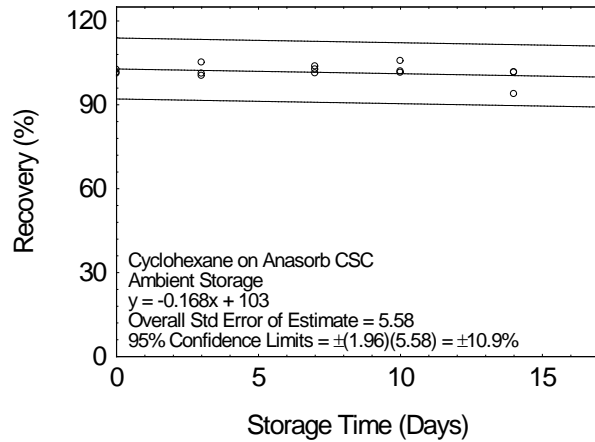 120
90
60
30
0
Recovery (%)
Cyclohexane on Anasorb CSC
Ambient Storage
y = -0.168x + 103
Overall Std Error of Estimate = 5.58
95% Confidence Limits = ±(1.96)(5.58) = ±10.9%
0 5 10 15
Storage Time (Days)